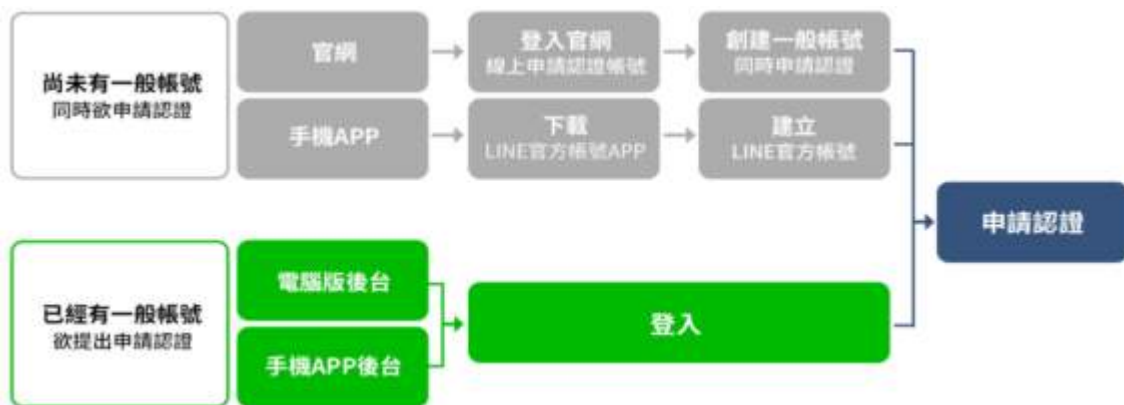 尚未有一般帳號
同時欲申請認證
官網
登入官網
線上申請認證帳號
創建一般帳號
同時申請認證
手機APP
下載
LINE官方帳號APP
建立
LINE官方帳號
申請認證
已經有一般帳號
欲提出申請認證
電腦版後台
手機APP後台
登入